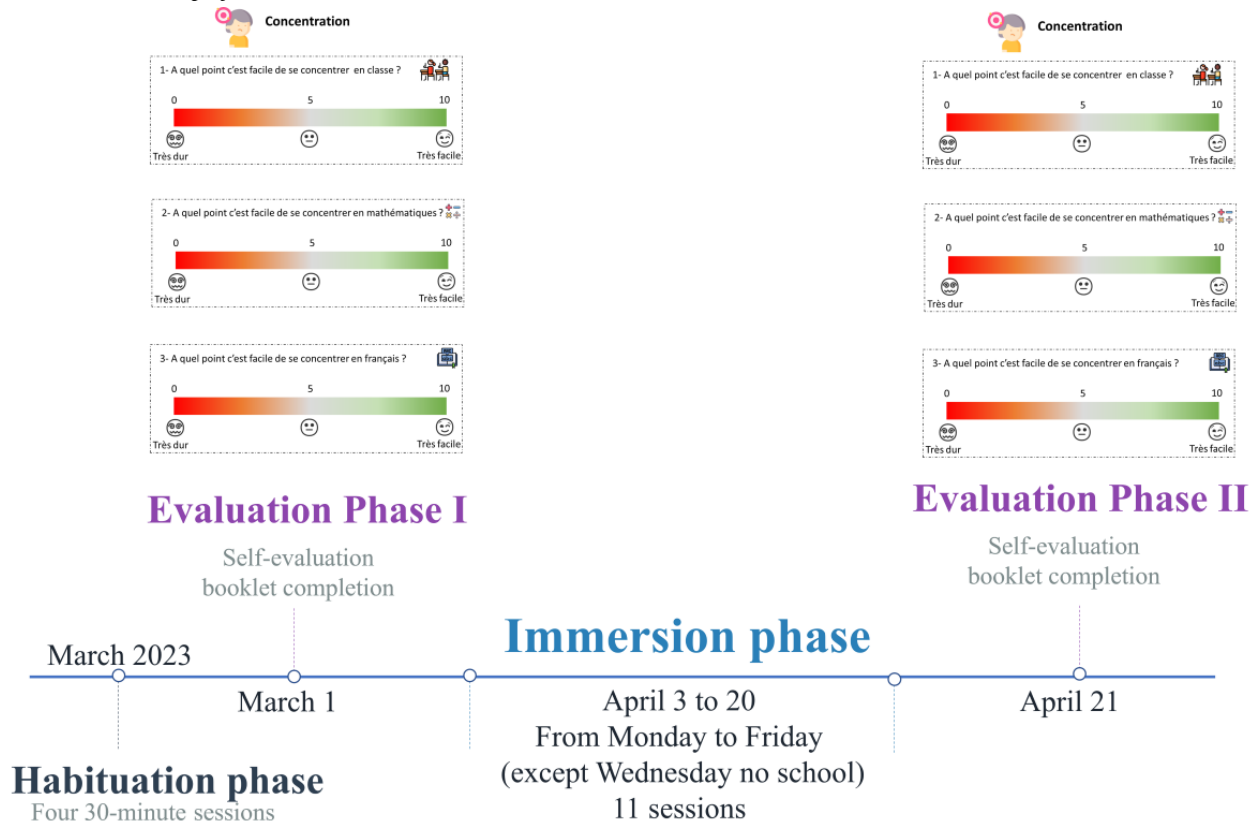 Concentration
1- A quel point c'est facile de se concentrer en classe ?
0 5 10
Très dur Très facile
2- A quel point c'est facile de se concentrer en mathématiques ?
0 5 10
Très dur Très facile
3- A quel point c'est facile de se concentrer en français ?
0 5 10
Très dur Très facile
Evaluation Phase I
Self-evaluation
booklet completion
Concentration
1- A quel point c'est facile de se concentrer en classe ?
0 5 10
Très dur Très facile
2- A quel point c'est facile de se concentrer en mathématiques ?
0 5 10
Très dur Très facile
3- A quel point c'est facile de se concentrer en français ?
0 5 10
Très dur Très facile
Evaluation Phase II
Self-evaluation
booklet completion
March 2023
Habituation phase
Four 30-minute sessions
March 1
Immersion phase
April 3 to 20
From Monday to Friday
(except Wednesday no school)
11 sessions
April 21